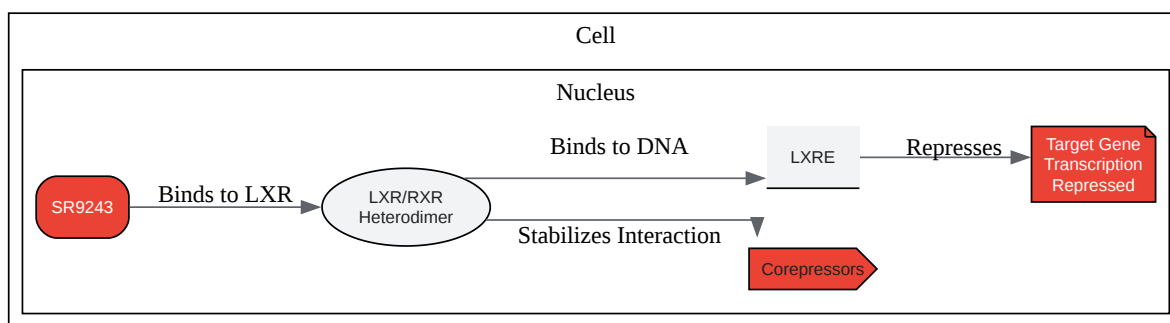 Cell
Nucleus
Binds to DNA
LXRE
Represses
Target Gene
Transcription
Repressed
SR9243
Binds to LXR
LXR/RXR
Heterodimer
Stabilizes Interaction
Corepressors